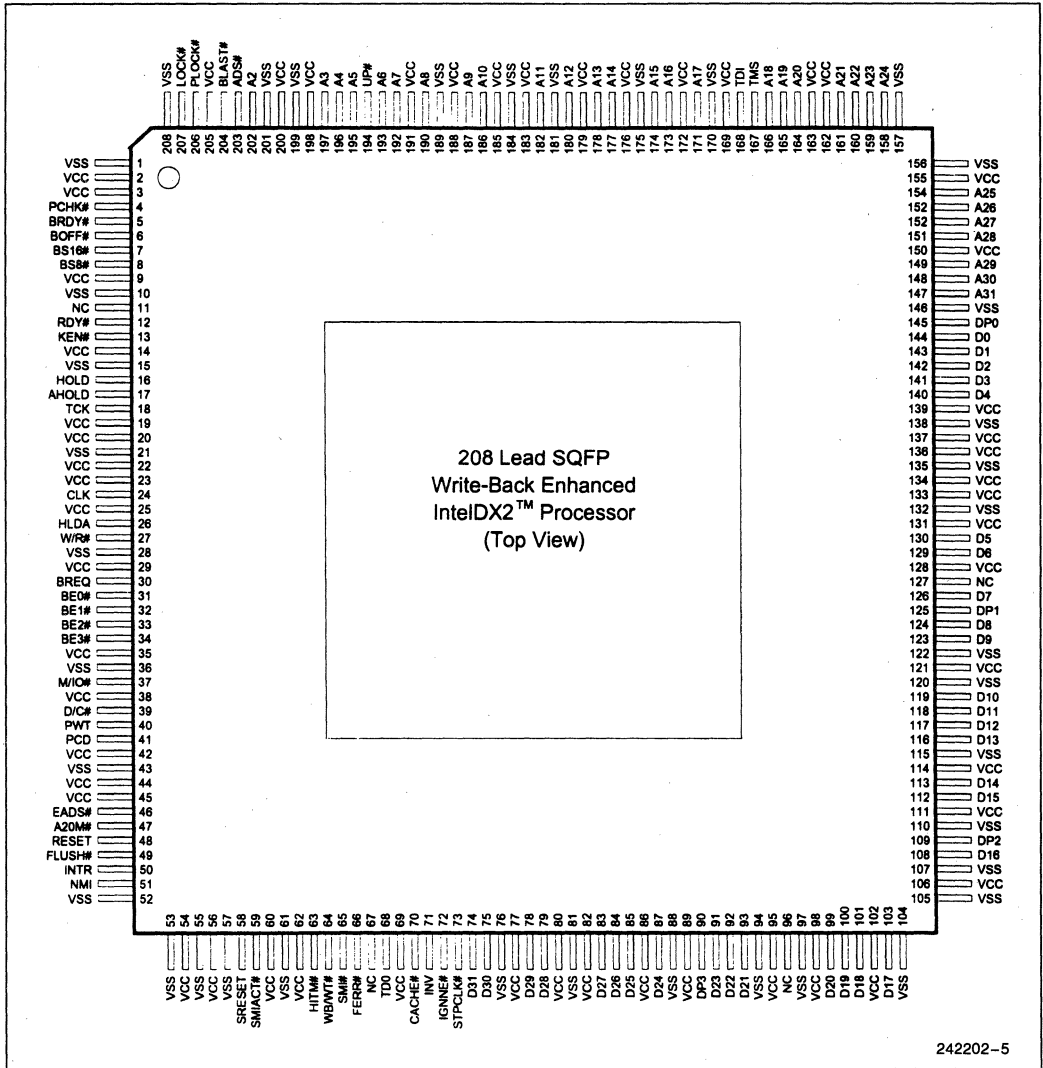 VSS LOCK# PLOCK# VCC BLAST# ADS# A2 VSS VCC VSS VCC A3 A4 A5 UP# A6 A7 VCC A8 VSS VCC A9 A10 VCC VSS VCC A11 VSS A12 VCC A13 A14 VCC VSS A15 A16 VCC A17 VSS VCC TDI TMS A18 A19 A20 VCC VCC A21 A22 A23 A24 VSS
208 207 206 205 204 203 202 201 200 199 198 197 196 195 194 193 192 191 190 189 188 187 186 185 184 183 182 181 180 179 178 177 176 175 174 173 172 171 170 169 168 167 166 165 164 163 162 161 160 159 158 157
VSS 1
VCC 2
VCC 3
PCHK# 4
BRDY# 5
BOFF# 6
BS16# 7
BS8# 8
VCC 9
VSS 10
NC 11
RDY# 12
KEN# 13
VCC 14
VSS 15
HOLD 16
AHOLD 17
TCK 18
VCC 19
VCC 20
VSS 21
VCC 22
VCC 23
CLK 24
VCC 25
HLDA 26
W/R# 27
VSS 28
VCC 29
BREQ 30
BE0# 31
BE1# 32
BE2# 33
BE3# 34
VCC 35
VSS 36
M/IO# 37
VCC 38
D/C# 39
PWT 40
PCD 41
VCC 42
VSS 43
VCC 44
VCC 45
EADS# 46
A20M# 47
RESET 48
FLUSH# 49
INTR 50
NMI 51
VSS 52
208 Lead SQFP
Write-Back Enhanced
IntelDX2™ Processor
(Top View)
156 VSS
155 VCC
154 A25
152 A26
152 A27
151 A28
150 VCC
149 A29
148 A30
147 A31
146 VSS
145 DP0
144 D0
143 D1
142 D2
141 D3
140 D4
139 VCC
138 VSS
137 VCC
136 VCC
135 VSS
134 VCC
133 VCC
132 VSS
131 VCC
130 D5
129 D6
128 VCC
127 NC
126 D7
125 DP1
124 D8
123 D9
122 VSS
121 VCC
120 VSS
119 D10
118 D11
117 D12
116 D13
115 VSS
114 VCC
113 D14
112 D15
111 VCC
110 VSS
109 DP2
108 D16
107 VSS
106 VCC
105 VSS
53 54 55 56 57 58 59 60 61 62 63 64 65 66 67 68 69 70 71 72 73 74 75 76 77 78 79 80 81 82 83 84 85 86 87 88 89 90 91 92 93 94 95 96 97 98 99 100 101 102 103 104
VSS VCC VSS VCC VSS SRESET SMIACT# VCC VSS VCC HITM# WB/WT# SMI# FERR# NC TD0 VCC CACHE# INV IGNNE# STPCLK# D31 D30 VSS VCC D29 D28 VCC VSS VCC D27 D26 D25 VCC D24 VSS VCC DP3 D23 D22 D21 VSS VCC NC VSS VCC D20 D19 D18 VCC D17 VSS
242202-5